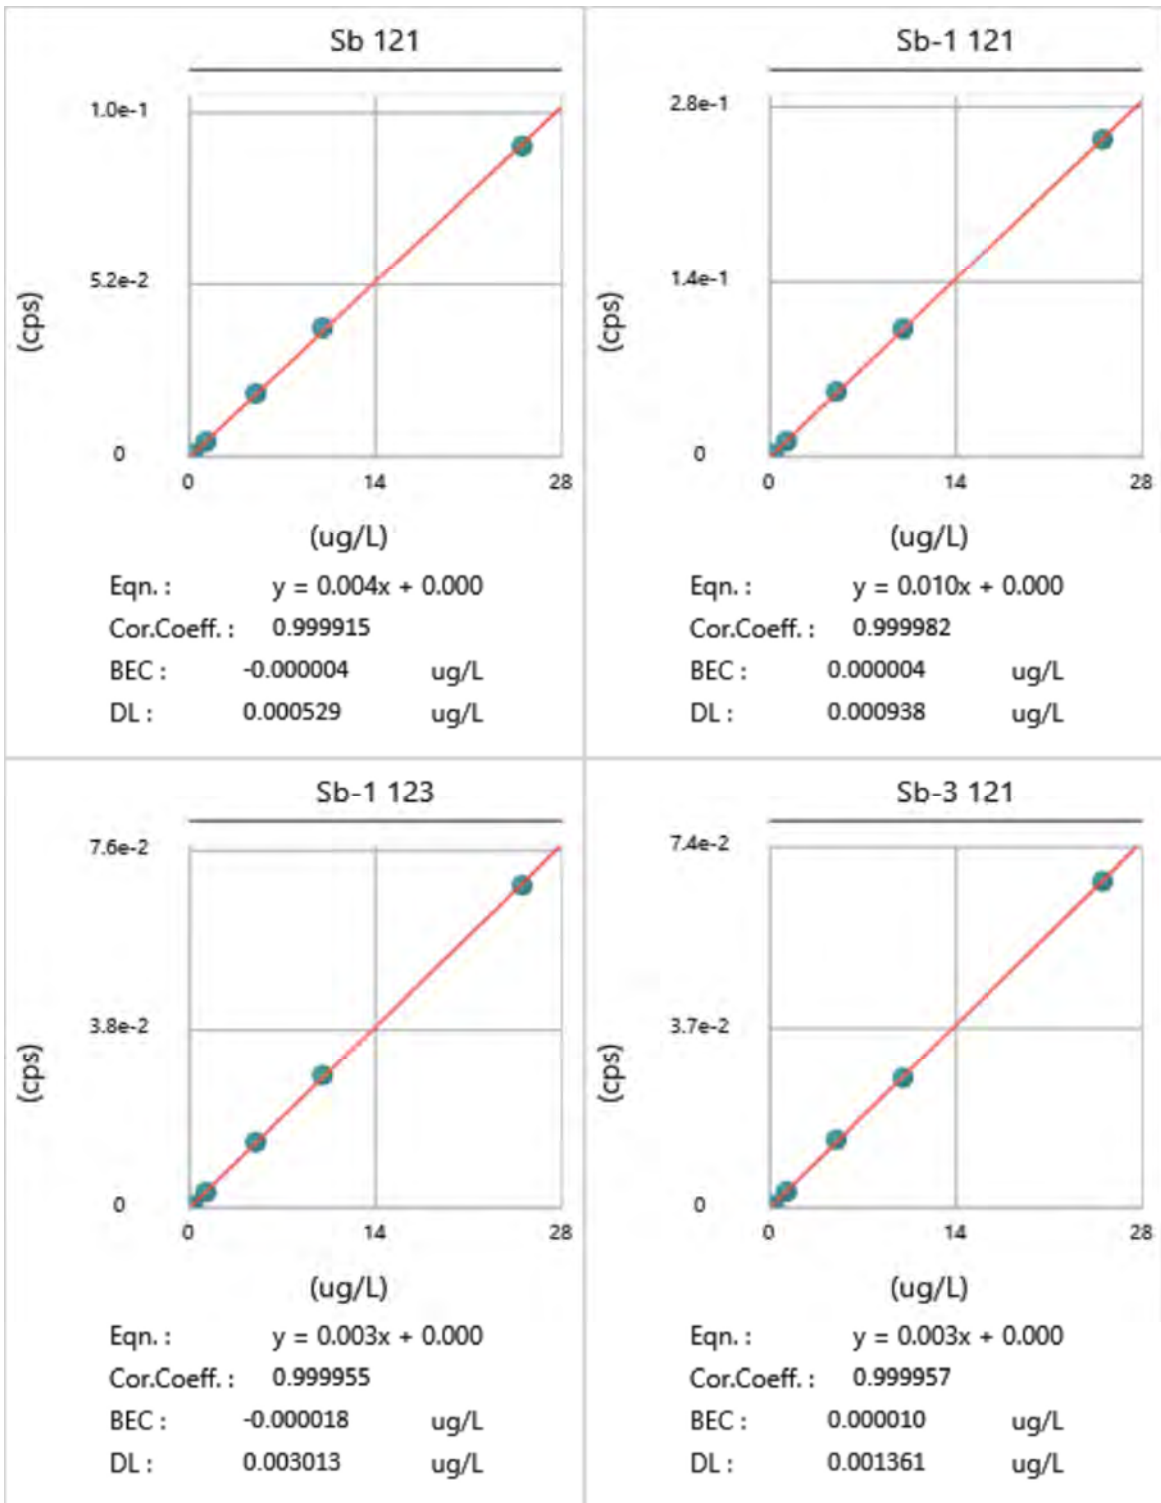 Sb 121
1.0e-1
5.2e-2
0
(cps)
0 14 28
(ug/L)
Eqn. : y = 0.004x + 0.000
Cor.Coeff. : 0.999915
BEC : -0.000004 ug/L
DL : 0.000529 ug/L
Sb-1 121
2.8e-1
1.4e-1
0
(cps)
0 14 28
(ug/L)
Eqn. : y = 0.010x + 0.000
Cor.Coeff. : 0.999982
BEC : 0.000004 ug/L
DL : 0.000938 ug/L
Sb-1 123
7.6e-2
3.8e-2
0
(cps)
0 14 28
(ug/L)
Eqn. : y = 0.003x + 0.000
Cor.Coeff. : 0.999955
BEC : -0.000018 ug/L
DL : 0.003013 ug/L
Sb-3 121
7.4e-2
3.7e-2
0
(cps)
0 14 28
(ug/L)
Eqn. : y = 0.003x + 0.000
Cor.Coeff. : 0.999957
BEC : 0.000010 ug/L
DL : 0.001361 ug/L